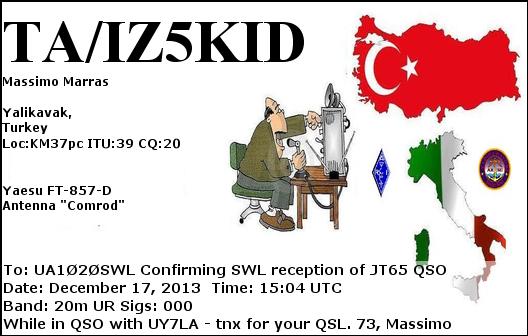 TA/IZ5KID
Massimo Marras
Yalikavak,
Turkey
Loc:KM37pc ITU:39 CQ:20
Yaesu FT-857-D
Antenna "Comrod"
To: UA1Ø2ØSWL Confirming SWL reception of JT65 QSO
Date: December 17, 2013 Time: 15:04 UTC
Band: 20m UR Sigs: 000
While in QSO with UY7LA - tnx for your QSL. 73, Massimo